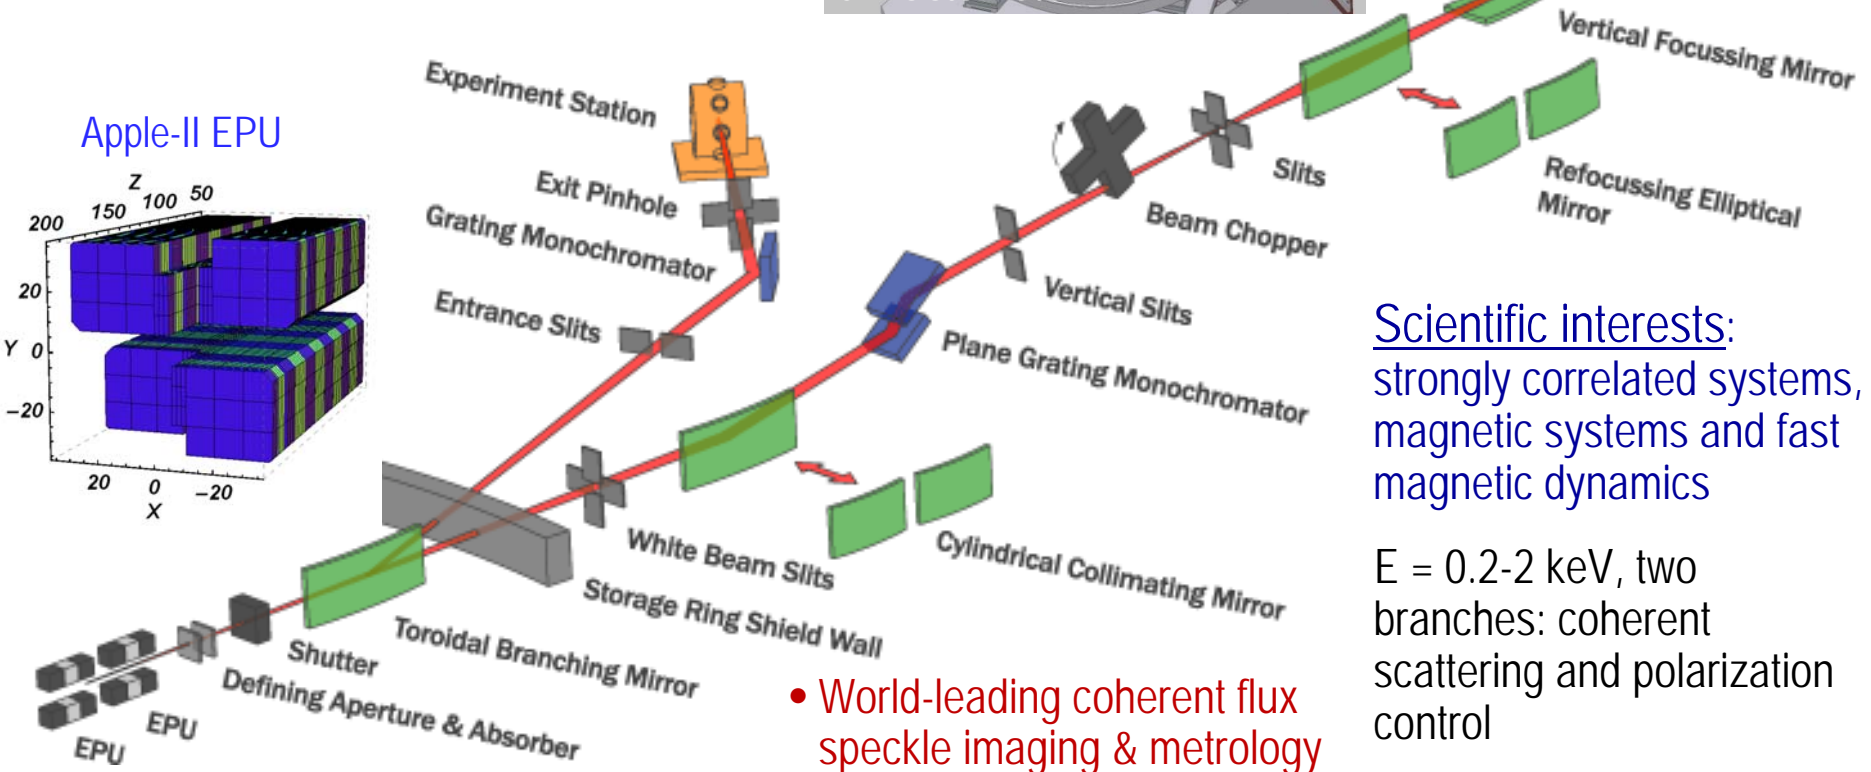 Vertical Focussing Mirror
Experiment Station
Apple-II EPU
Exit Pinhole
Slits
Refocussing Elliptical
Mirror
Beam Chopper
Grating Monochromator
Vertical Slits
Entrance Slits
Plane Grating Monochromator
Z
200
150
100
50
20
Y
0
−20
20
0
−20
X
Scientific interests:
strongly correlated systems,
magnetic systems and fast
magnetic dynamics
White Beam Slits
Cylindrical Collimating Mirror
Storage Ring Shield Wall
Toroidal Branching Mirror
Shutter
Defining Aperture & Absorber
EPU
EPU
E = 0.2-2 keV, two
branches: coherent
scattering and polarization
control
• World-leading coherent flux
speckle imaging & metrology